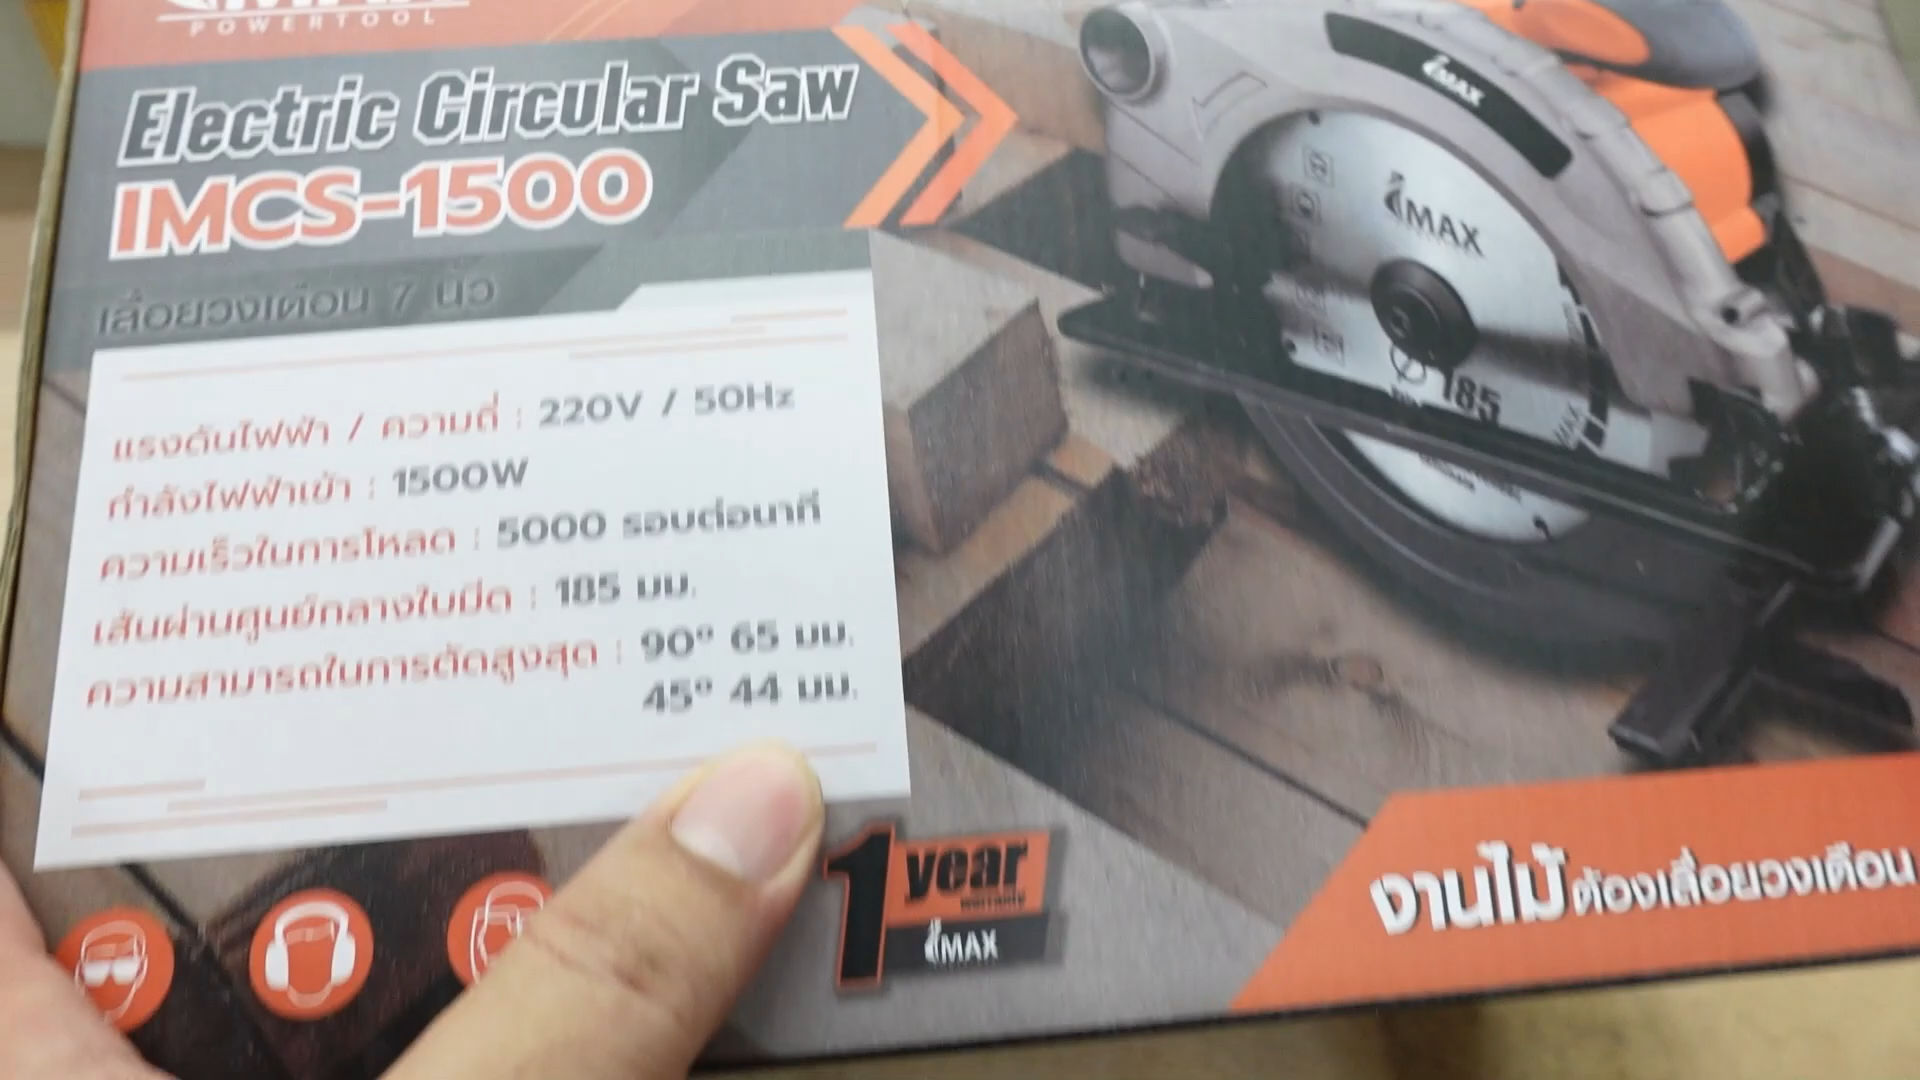 POWERTOOL
Electric Circular Saw
IMCS-1500
เลื่อยวงเดือน 7 นิ้ว
แรงดันไฟฟ้า / ความถี่ : 220V / 50Hz
กำลังไฟฟ้าเข้า : 1500W
ความเร็วในการโหลด : 5000 รอบต่อนาที
เส้นผ่านศูนย์กลางใบมีด : 185 มม.
ความสามารถในการตัดสูงสุด : 90º 65 มม.
45º 44 มม.
1 year
warranty
iMAX
iMAX
iMAX
185
MAX
งานไม้ต้องเลื่อยวงเดือน